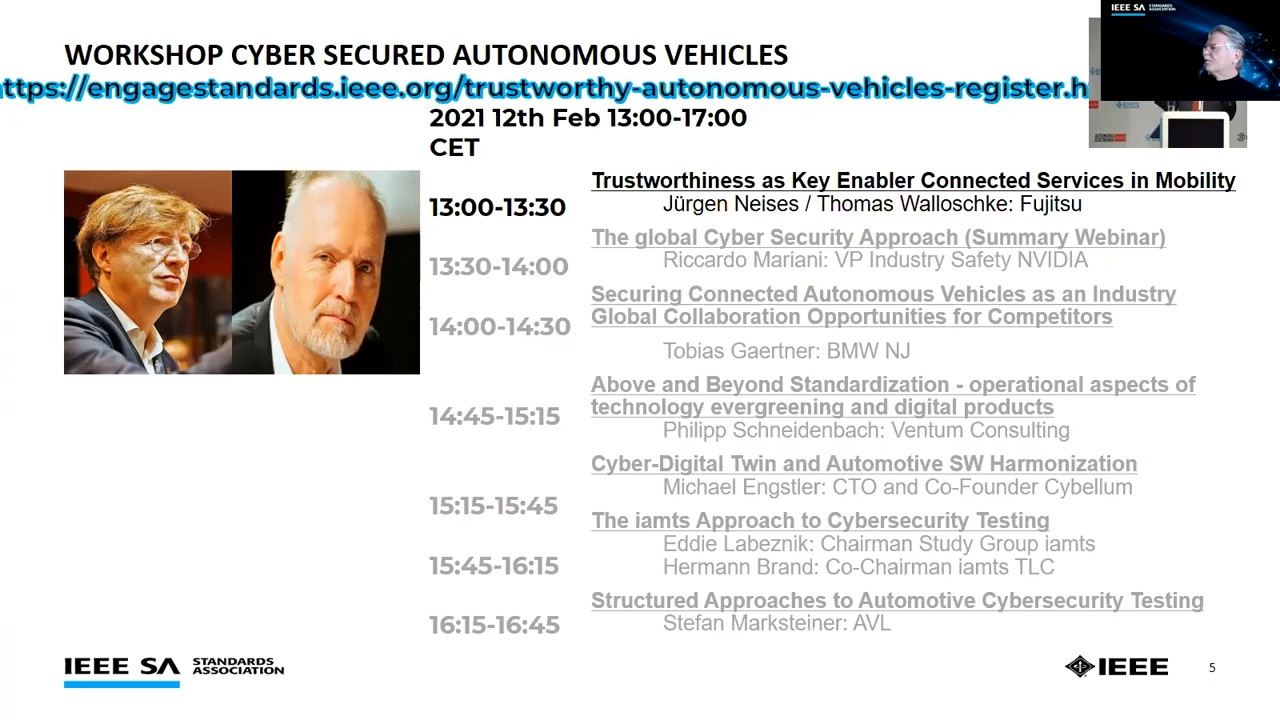 IEEE SA STANDARDS ASSOCIATION
WORKSHOP CYBER SECURED AUTONOMOUS VEHICLES
ttps://engagestandards.ieee.org/trustworthy-autonomous-vehicles-register.h
2021 12th Feb 13:00-17:00
CET
13:00-13:30
Trustworthiness as Key Enabler Connected Services in Mobility
Jürgen Neises / Thomas Walloschke: Fujitsu
13:30-14:00
The global Cyber Security Approach (Summary Webinar)
Riccardo Mariani: VP Industry Safety NVIDIA
14:00-14:30
Securing Connected Autonomous Vehicles as an Industry
Global Collaboration Opportunities for Competitors
Tobias Gaertner: BMW NJ
14:45-15:15
Above and Beyond Standardization - operational aspects of
technology evergreening and digital products
Philipp Schneidenbach: Ventum Consulting
15:15-15:45
Cyber-Digital Twin and Automotive SW Harmonization
Michael Engstler: CTO and Co-Founder Cybellum
15:45-16:15
The iamts Approach to Cybersecurity Testing
Eddie Labeznik: Chairman Study Group iamts
Hermann Brand: Co-Chairman iamts TLC
16:15-16:45
Structured Approaches to Automotive Cybersecurity Testing
Stefan Marksteiner: AVL
IEEE SA STANDARDS ASSOCIATION
IEEE
5